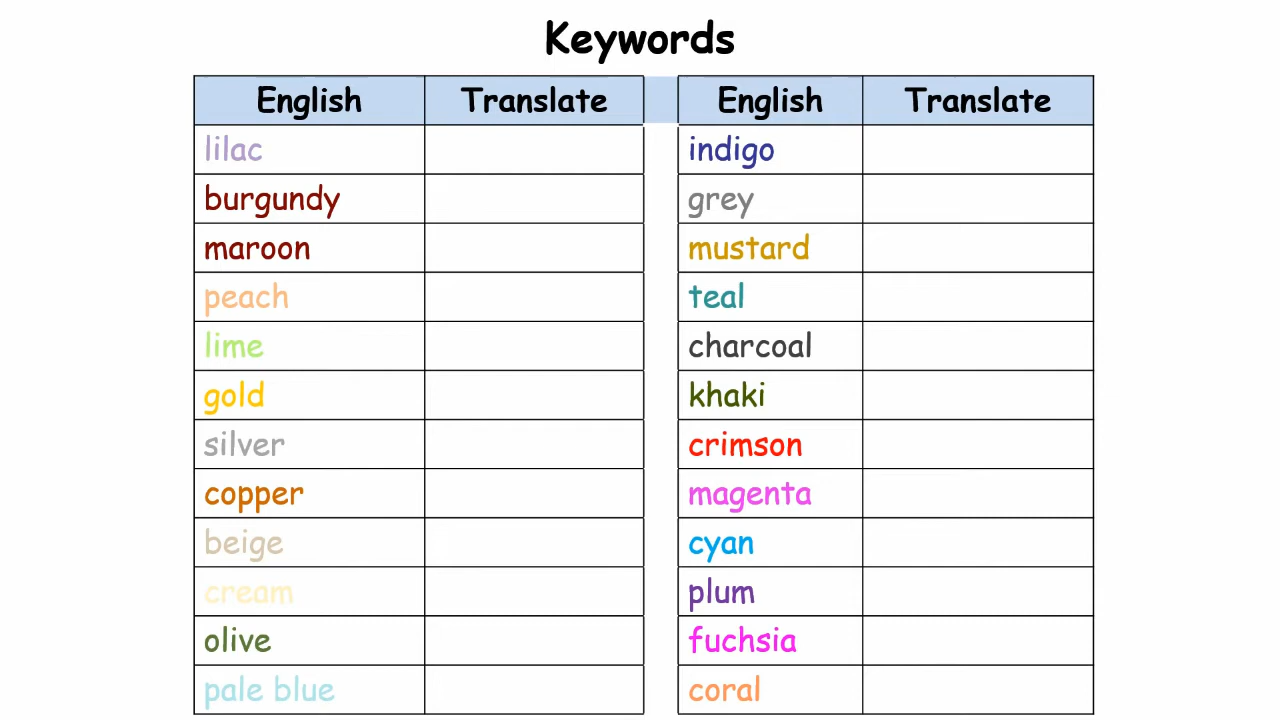 Keywords
English Translate English Translate
lilac indigo
burgundy grey
maroon mustard
peach teal
lime charcoal
gold khaki
silver crimson
copper magenta
beige cyan
cream plum
olive fuchsia
pale blue coral